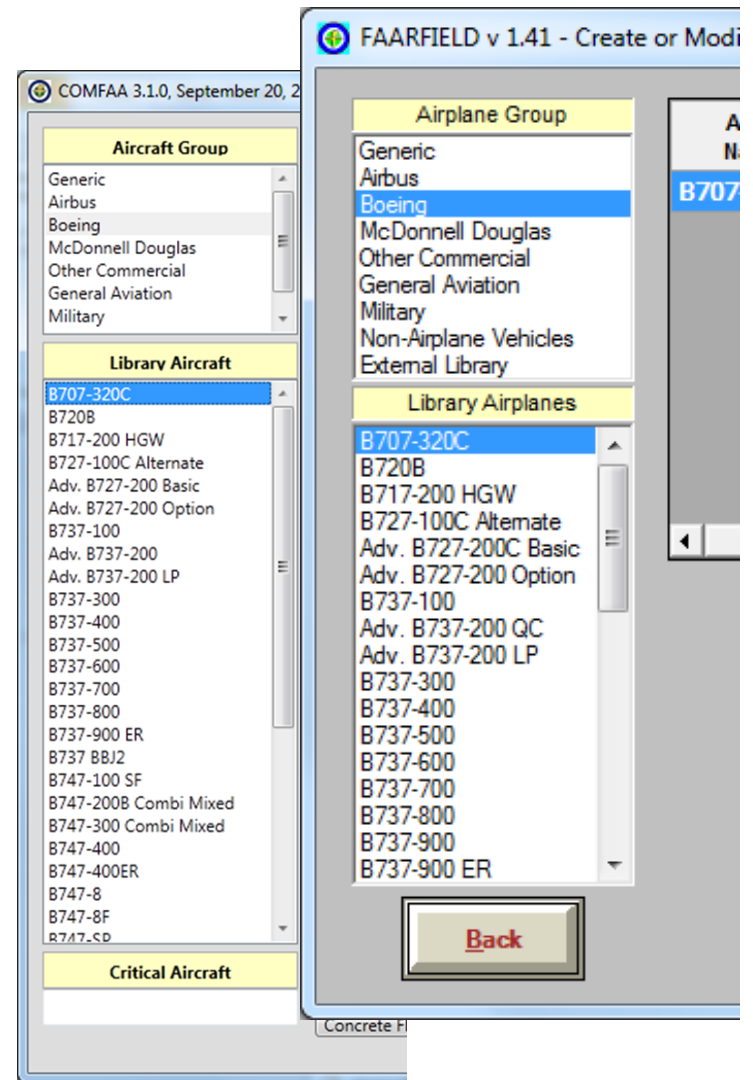 COMFAA 3.1.0, September 20, 2
Aircraft Group
Generic
Airbus
Boeing
McDonnell Douglas
Other Commercial
General Aviation
Military
Library Aircraft
B707-320C
B720B
B717-200 HGW
B727-100C Alternate
Adv. B727-200 Basic
Adv. B727-200 Option
B737-100
Adv. B737-200
Adv. B737-200 LP
B737-300
B737-400
B737-500
B737-600
B737-700
B737-800
B737-900 ER
B737 BBJ2
B747-100 SF
B747-200B Combi Mixed
B747-300 Combi Mixed
B747-400
B747-400ER
B747-8
B747-8F
B747-SP
Critical Aircraft
FAARFIELD v 1.41 - Create or Modi
Airplane Group
Generic
Airbus
Boeing
McDonnell Douglas
Other Commercial
General Aviation
Military
Non-Airplane Vehicles
External Library
Library Airplanes
B707-320C
B720B
B717-200 HGW
B727-100C Alternate
Adv. B727-200C Basic
Adv. B727-200 Option
B737-100
Adv. B737-200 QC
Adv. B737-200 LP
B737-300
B737-400
B737-500
B737-600
B737-700
B737-800
B737-900
B737-900 ER
Back
A
Na
B707-
Concrete Fl